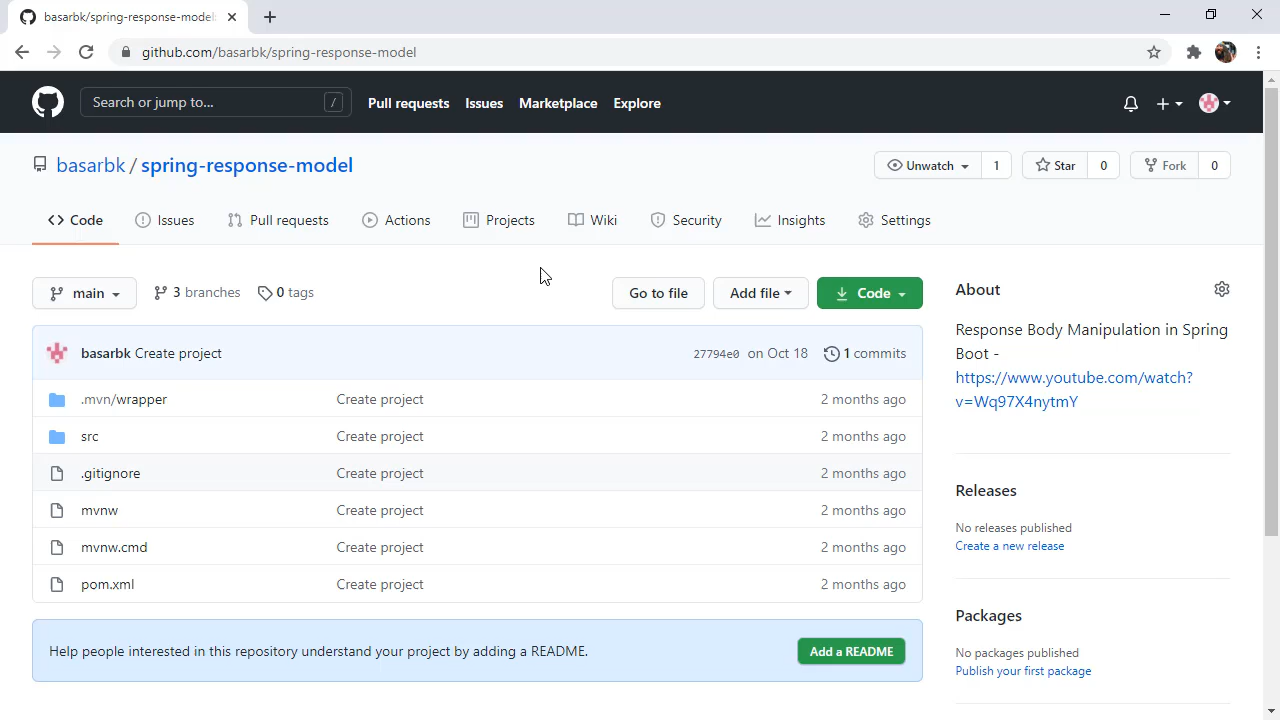 basarbk/spring-response-model
github.com/basarbk/spring-response-model
Search or jump to...
/
Pull requests
Issues
Marketplace
Explore
basarbk / spring-response-model
Unwatch
1
Star
0
Fork
0
Code
Issues
Pull requests
Actions
Projects
Wiki
Security
Insights
Settings
main
3 branches
0 tags
Go to file
Add file
Code
basarbk Create project
27794e0 on Oct 18
1 commits
.mvn/wrapper Create project 2 months ago
src Create project 2 months ago
.gitignore Create project 2 months ago
mvnw Create project 2 months ago
mvnw.cmd Create project 2 months ago
pom.xml Create project 2 months ago
Help people interested in this repository understand your project by adding a README.
Add a README
About
Response Body Manipulation in Spring
Boot -
https://www.youtube.com/watch?
v=Wq97X4nytmY
Releases
No releases published
Create a new release
Packages
No packages published
Publish your first package